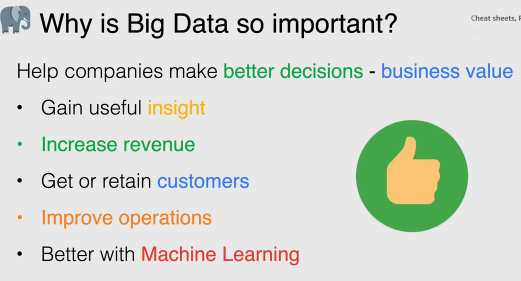 Why is Big Data so important?
Cheat sheets,
Help companies make better decisions - business value
• Gain useful insight
• Increase revenue
• Get or retain customers
• Improve operations
• Better with Machine Learning